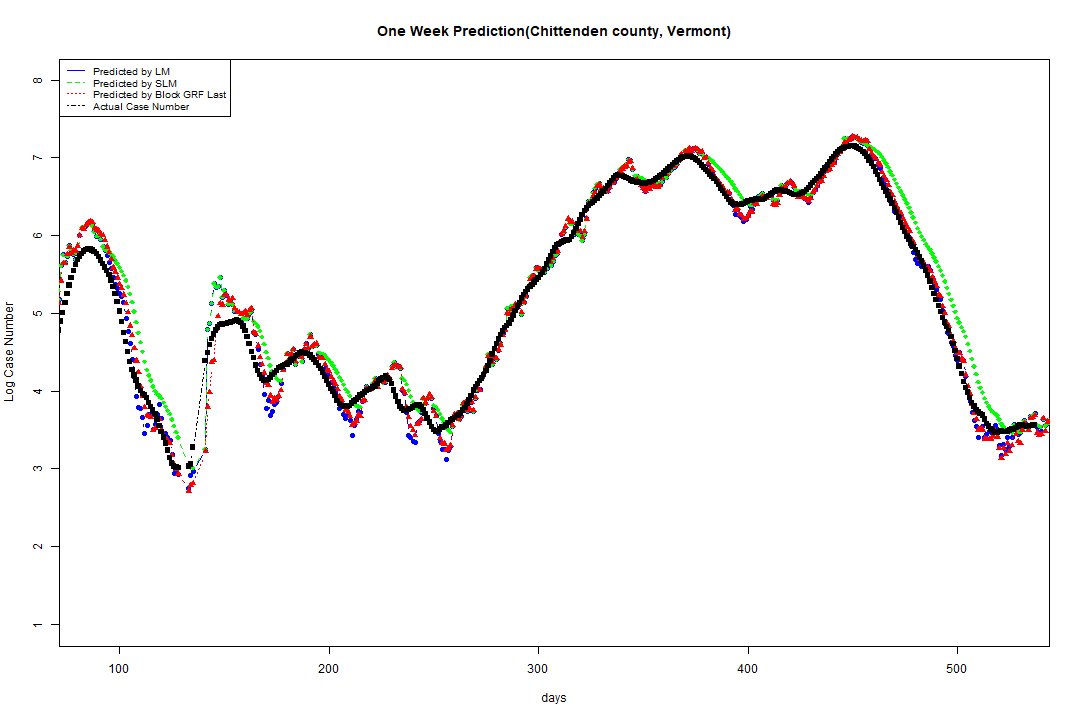 One Week Prediction(Chittenden county, Vermont)
Predicted by LM
Predicted by SLM
Predicted by Block GRF Last
Actual Case Number
8
7
6
5
4
3
2
1
Log Case Number
100 200 300 400 500
days